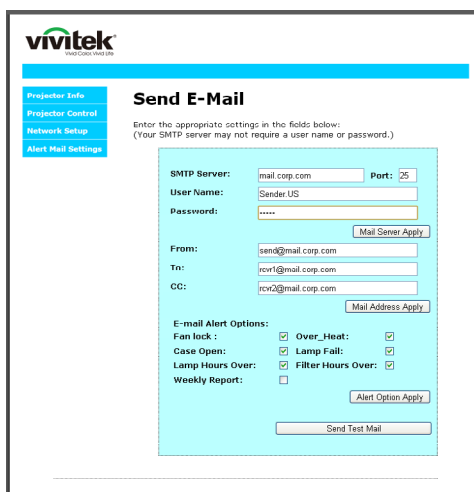 vivitek
Vivid Color, Vivid Life
Projector Info
Projector Control
Network Setup
Alert Mail Settings
Send E-Mail
Enter the appropriate settings in the fields below:
(Your SMTP server may not require a user name or password.)
SMTP Server: mail.corp.com Port: 25
User Name: Sender.US
Password: •••••
Mail Server Apply
From: send@mail.corp.com
To: rcvr1@mail.corp.com
CC: rcvr2@mail.corp.com
Mail Address Apply
E-mail Alert Options:
Fan lock : Over_Heat:
Case Open: Lamp Fail:
Lamp Hours Over: Filter Hours Over:
Weekly Report:
Alert Option Apply
Send Test Mail